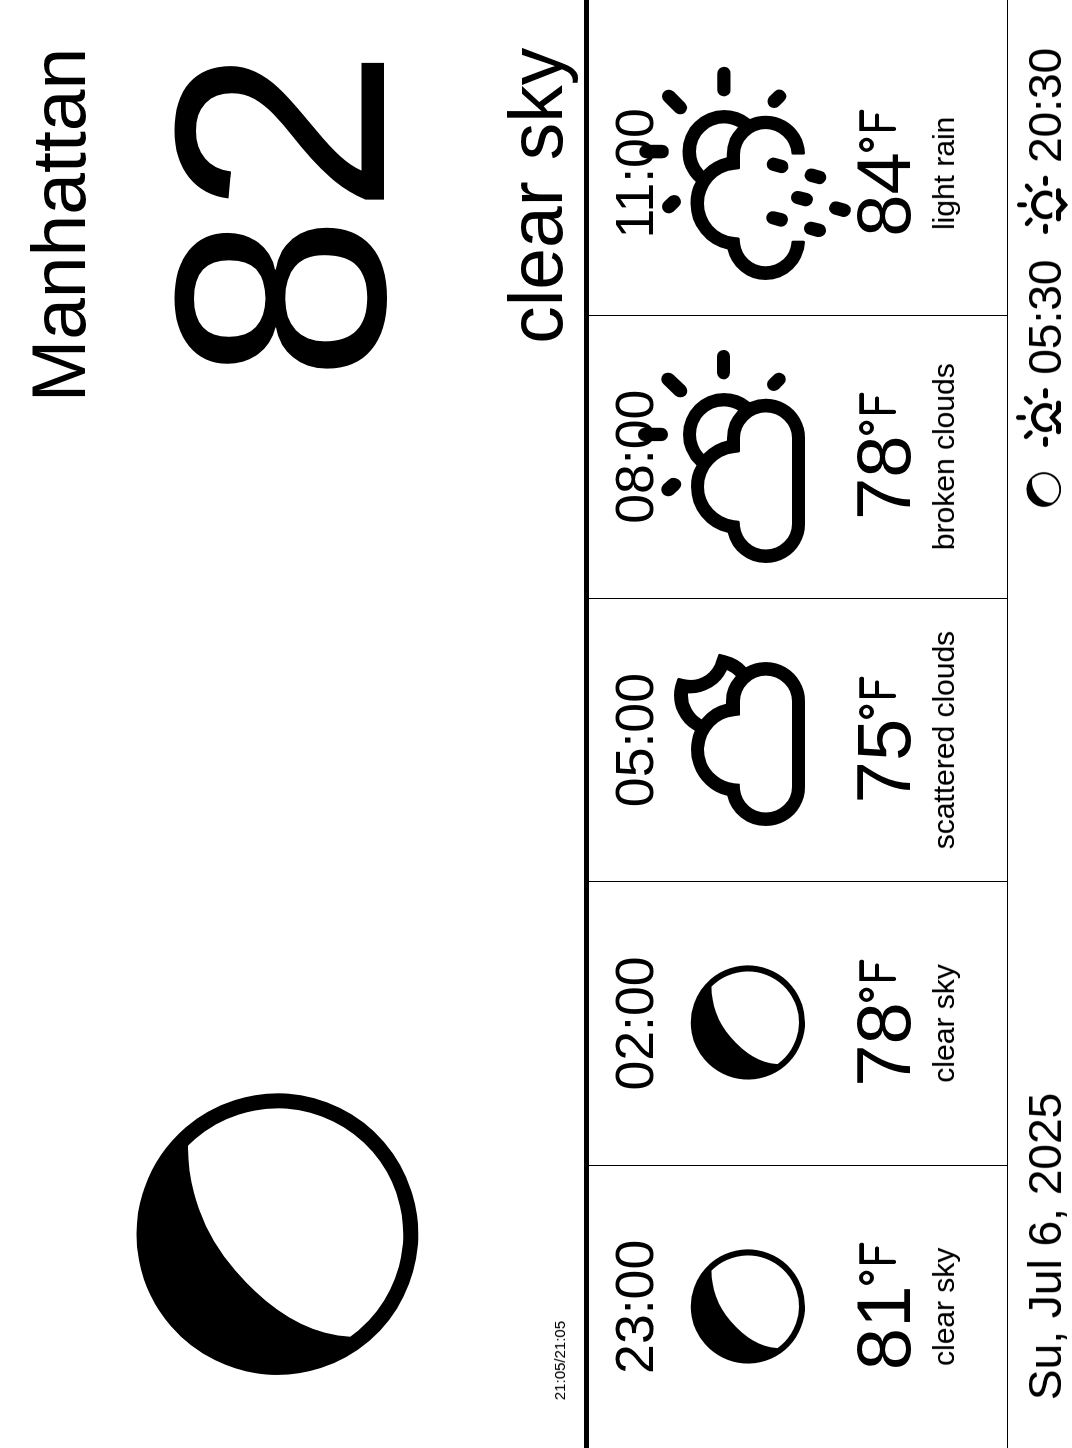 Manhattan
82
clear sky
21:05/21:05
23:00
81°F
clear sky
02:00
78°F
clear sky
05:00
75°F
scattered clouds
08:00
78°F
broken clouds
11:00
84°F
light rain
Su, Jul 6, 2025
05:30
20:30